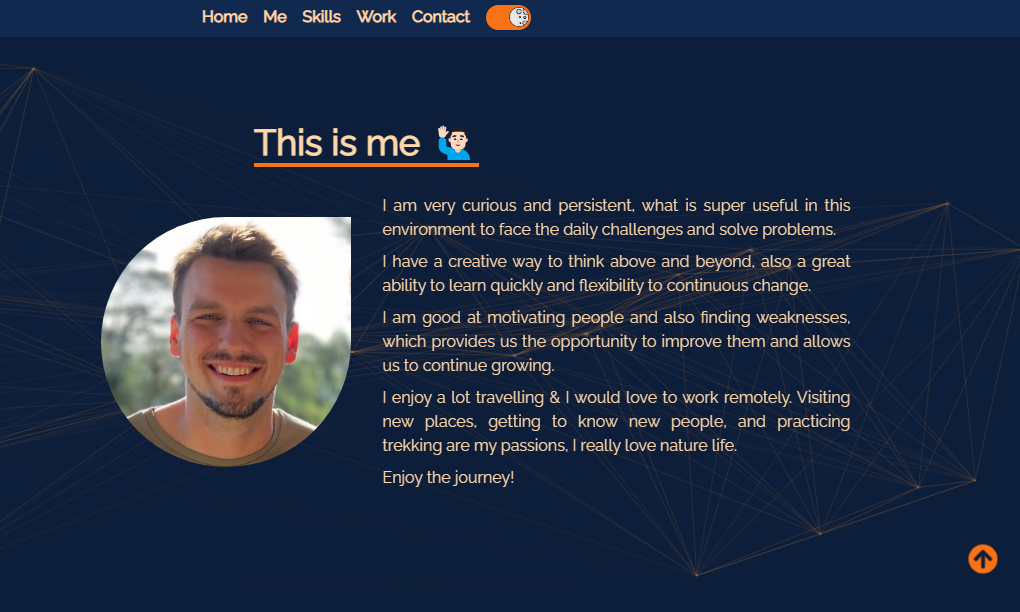 Home Me Skills Work Contact
This is me 🙋🏻‍♂️
I am very curious and persistent, what is super useful in this
environment to face the daily challenges and solve problems.
I have a creative way to think above and beyond, also a great
ability to learn quickly and flexibility to continuous change.
I am good at motivating people and also finding weaknesses,
which provides us the opportunity to improve them and allows
us to continue growing.
I enjoy a lot travelling & I would love to work remotely. Visiting
new places, getting to know new people, and practicing
trekking are my passions, I really love nature life.
Enjoy the journey!